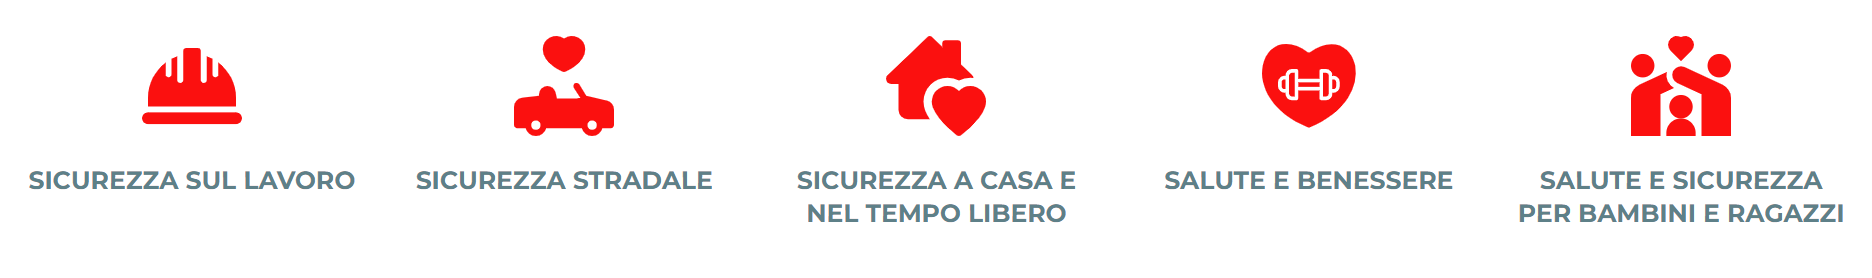 SICUREZZA SUL LAVORO
SICUREZZA STRADALE
SICUREZZA A CASA E
NEL TEMPO LIBERO
SALUTE E BENESSERE
SALUTE E SICUREZZA
PER BAMBINI E RAGAZZI